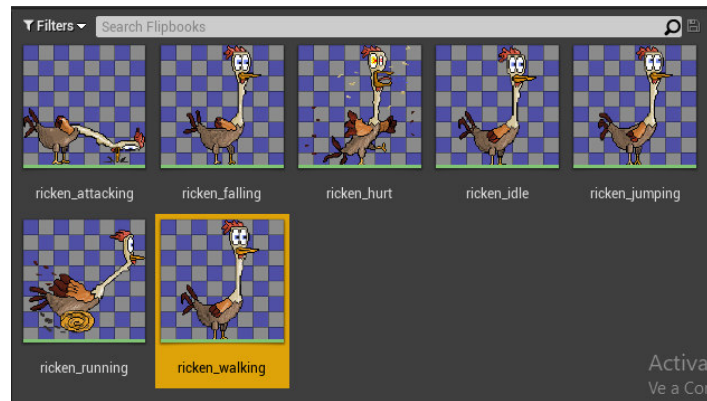 Filters
Search Flipbooks
ricken_attacking
ricken_falling
ricken_hurt
ricken_idle
ricken_jumping
ricken_running
ricken_walking
Activa
Ve a Co